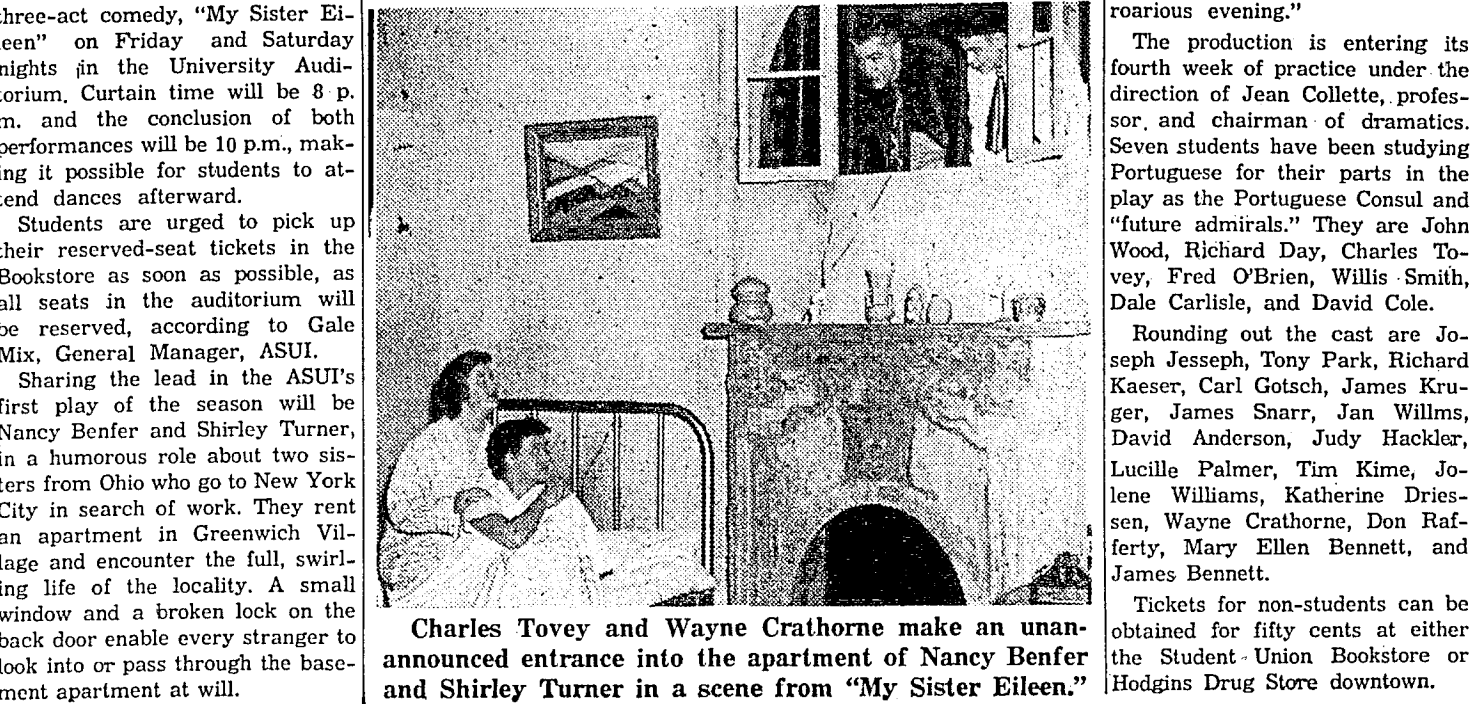 three-act comedy, "My Sister Ei-
leen" on Friday and Saturday
nights in the University Audi-
torium. Curtain time will be 8 p.
m. and the conclusion of both
performances will be 10 p.m., mak-
ing it possible for students to at-
tend dances afterward.
Students are urged to pick up
their reserved-seat tickets in the
Bookstore as soon as possible, as
all seats in the auditorium will
be reserved, according to Gale
Mix, General Manager, ASUI.
Sharing the lead in the ASUI's
first play of the season will be
Nancy Benfer and Shirley Turner,
in a humorous role about two sis-
ters from Ohio who go to New York
City in search of work. They rent
an apartment in Greenwich Vil-
lage and encounter the full, swirl-
ing life of the locality. A small
window and a broken lock on the
back door enable every stranger to
look into or pass through the base-
ment apartment at will.
Charles Tovey and Wayne Crathorne make an unan-
announced entrance into the apartment of Nancy Benfer
and Shirley Turner in a scene from "My Sister Eileen."
roarious evening."
The production is entering its
fourth week of practice under the
direction of Jean Collette, profes-
sor, and chairman of dramatics.
Seven students have been studying
Portuguese for their parts in the
play as the Portuguese Consul and
"future admirals." They are John
Wood, Richard Day, Charles To-
vey, Fred O'Brien, Willis Smith,
Dale Carlisle, and David Cole.
Rounding out the cast are Jo-
seph Jesseph, Tony Park, Richard
Kaeser, Carl Gotsch, James Kru-
ger, James Snarr, Jan Willms,
David Anderson, Judy Hackler,
Lucille Palmer, Tim Kime, Jo-
lene Williams, Katherine Dries-
sen, Wayne Crathorne, Don Raf-
ferty, Mary Ellen Bennett, and
James Bennett.
Tickets for non-students can be
obtained for fifty cents at either
the Student Union Bookstore or
Hodgins Drug Store downtown.